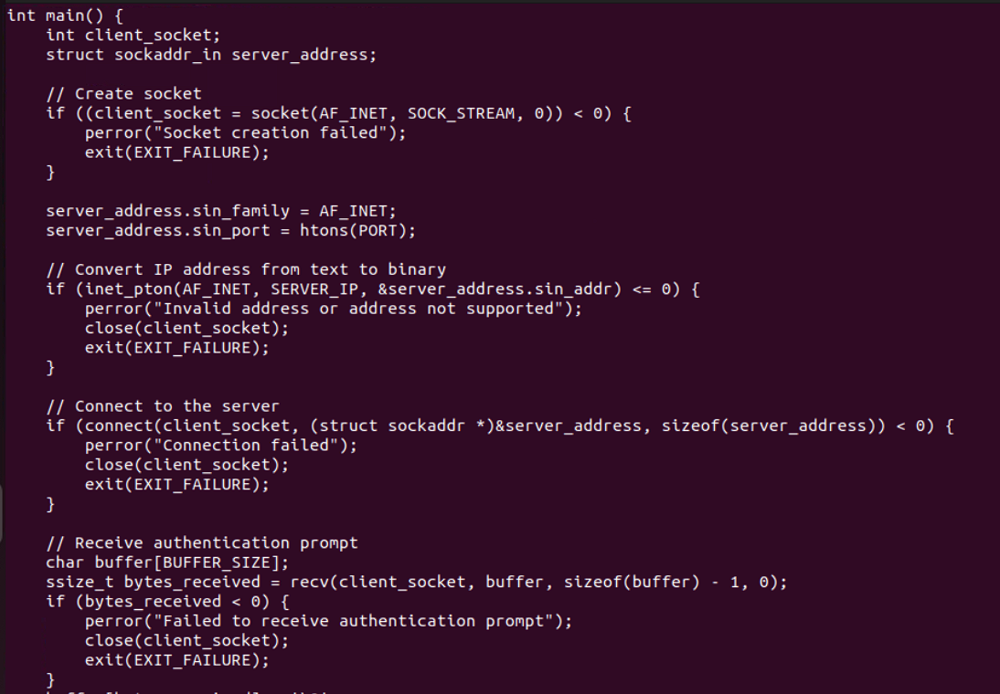 int main() {
    int client_socket;
    struct sockaddr_in server_address;

    // Create socket
    if ((client_socket = socket(AF_INET, SOCK_STREAM, 0)) < 0) {
        perror("Socket creation failed");
        exit(EXIT_FAILURE);
    }

    server_address.sin_family = AF_INET;
    server_address.sin_port = htons(PORT);

    // Convert IP address from text to binary
    if (inet_pton(AF_INET, SERVER_IP, &server_address.sin_addr) <= 0) {
        perror("Invalid address or address not supported");
        close(client_socket);
        exit(EXIT_FAILURE);
    }

    // Connect to the server
    if (connect(client_socket, (struct sockaddr *)&server_address, sizeof(server_address)) < 0) {
        perror("Connection failed");
        close(client_socket);
        exit(EXIT_FAILURE);
    }

    // Receive authentication prompt
    char buffer[BUFFER_SIZE];
    ssize_t bytes_received = recv(client_socket, buffer, sizeof(buffer) - 1, 0);
    if (bytes_received < 0) {
        perror("Failed to receive authentication prompt");
        close(client_socket);
        exit(EXIT_FAILURE);
    }